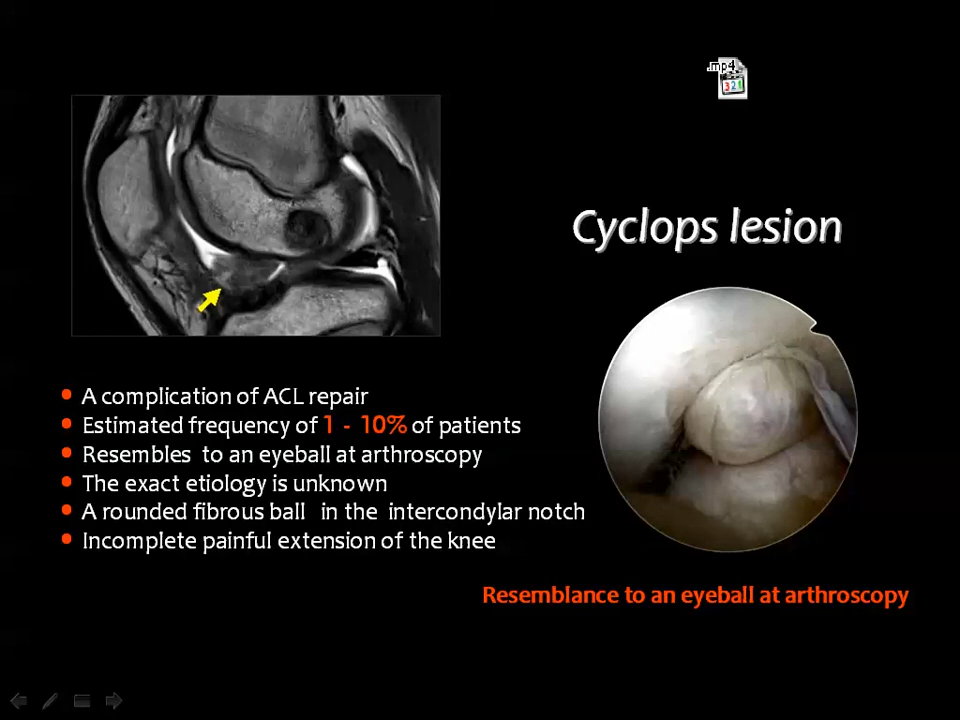 .mp4
321
Cyclops lesion
A complication of ACL repair
Estimated frequency of 1 - 10% of patients
Resembles to an eyeball at arthroscopy
The exact etiology is unknown
A rounded fibrous ball in the intercondylar notch
Incomplete painful extension of the knee
Resemblance to an eyeball at arthroscopy